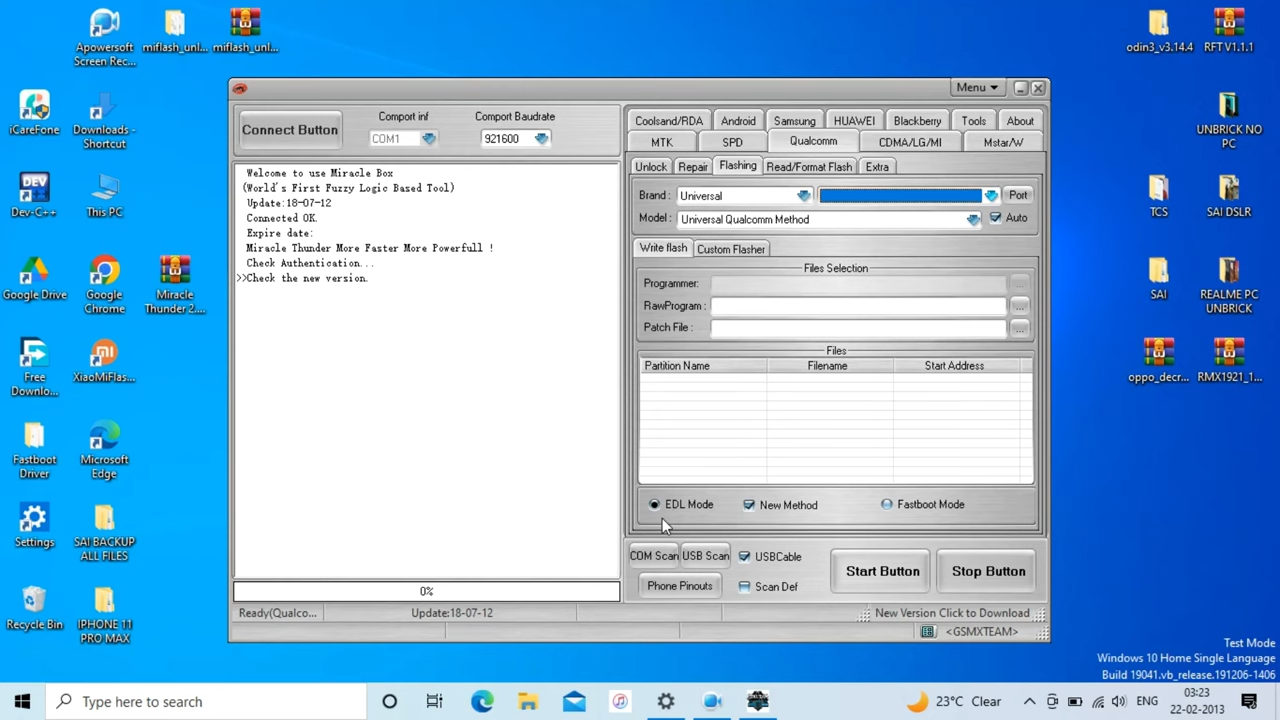 Apowersoft
Screen Rec...
miflash_unl...
miflash_unl...
odin3_v3.14.4
RFT V1.1.1
iCareFone
Downloads -
Shortcut
UNBRICK NO
PC
DEV
Dev-C++
This PC
TCS
SAI DSLR
Google Drive
Google
Chrome
Miracle
Thunder 2....
SAI
REALME PC
UNBRICK
Free
Downlo...
XiaoMiFlas...
oppo_decr...
RMX1921_1...
Fastboot
Driver
Microsoft
Edge
Settings
SAI BACKUP
ALL FILES
Recycle Bin
IPHONE 11
PRO MAX
Menu
Connect Button
Comport inf
COM1
Comport Baudrate
921600
Welcome to use Miracle Box
(World's First Fuzzy Logic Based Tool)
Update:18-07-12
Connected OK.
Expire date:
Miracle Thunder More Faster More Powerfull !
Check Authentication...
>>Check the new version.
0%
Coolsand/RDA
Android
Samsung
HUAWEI
Blackberry
Tools
About
MTK
SPD
Qualcomm
CDMA/LG/MI
Mstar/W
Unlock
Repair
Flashing
Read/Format Flash
Extra
Brand :
Universal
Port
Model :
Universal Qualcomm Method
Auto
Write flash
Custom Flasher
Files Selection
Programmer:
...
RawProgram :
...
Patch File :
...
Files
Partition Name
Filename
Start Address
EDL Mode
New Method
Fastboot Mode
COM Scan
USB Scan
USBCable
Phone Pinouts
Scan Def
Start Button
Stop Button
Ready(Qualco...
Update:18-07-12
New Version Click to Download
<GSMXTEAM>
Test Mode
Windows 10 Home Single Language
Build 19041.vb_release.191206-1406
Type here to search
23°C Clear
ENG
03:23
22-02-2013